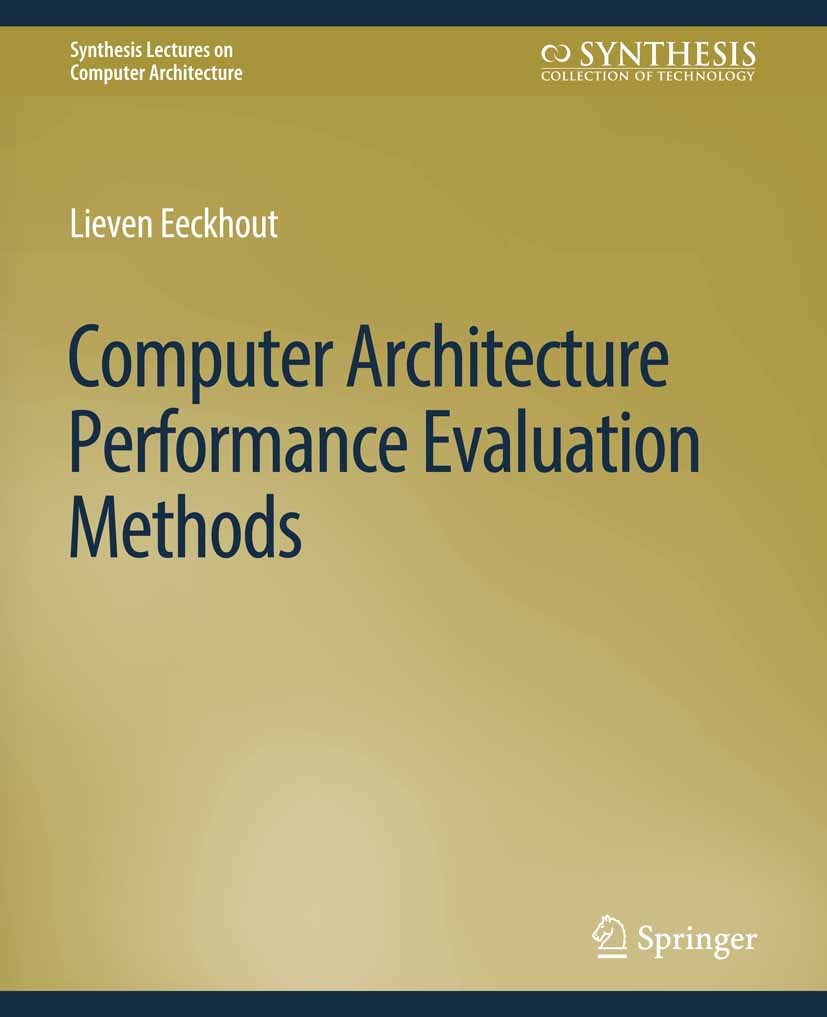 Synthesis Lectures on
Computer Architecture
SYNTHESIS
COLLECTION OF TECHNOLOGY
Lieven Eeckhout
Computer Architecture
Performance Evaluation
Methods
Springer